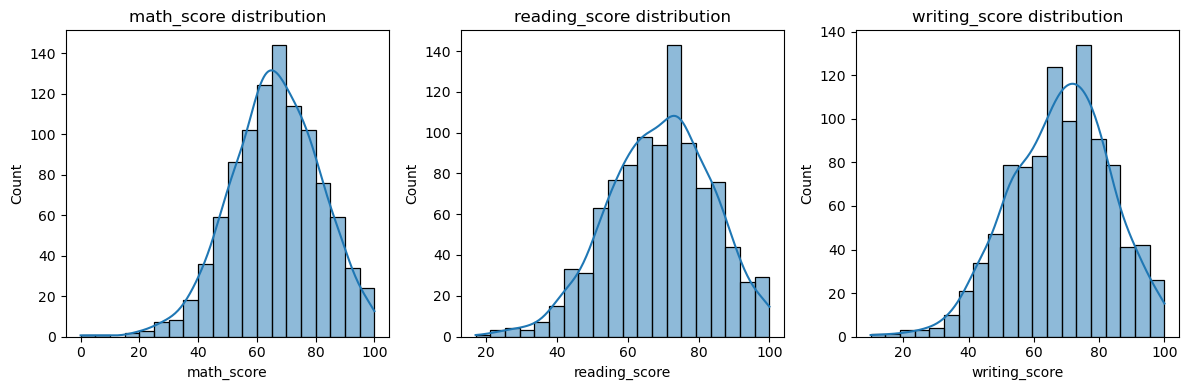 math_score distribution
140
120
100
80
60
40
20
0
Count
0 20 40 60 80 100
math_score
reading_score distribution
140
120
100
80
60
40
20
0
Count
20 40 60 80 100
reading_score
writing_score distribution
140
120
100
80
60
40
20
0
Count
20 40 60 80 100
writing_score